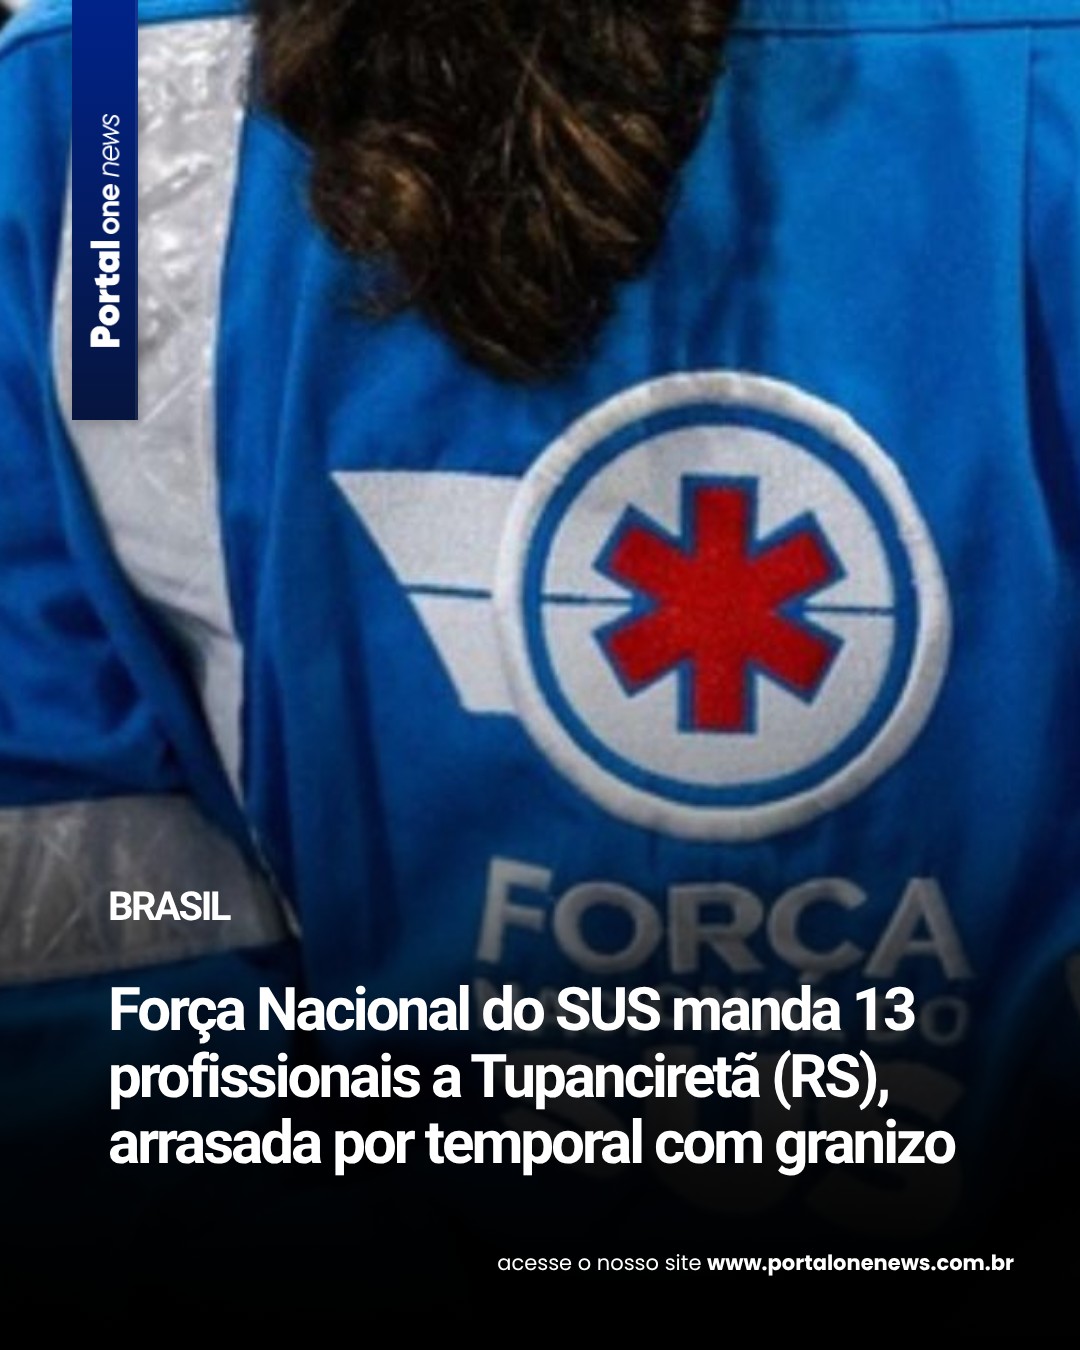 Portal one news
FORÇA
BRASIL
Força Nacional do SUS manda 13
profissionais a Tupanciretã (RS),
arrasada por temporal com granizo
SUS
acesse o nosso site www.portalonenews.com.br